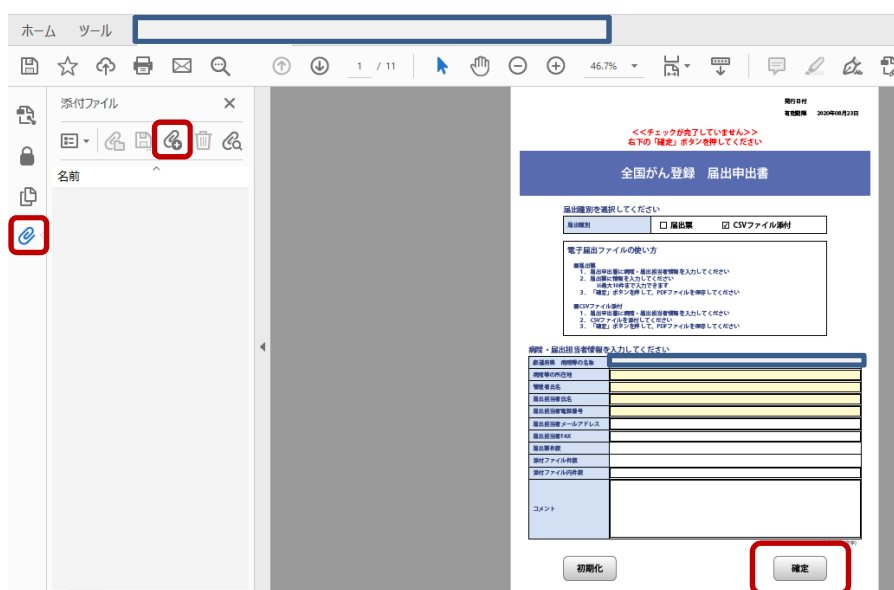 ホーム ツール
1 / 11
46.7%
添付ファイル
名前
発行日付
有効期限 2020年08月23日
<<チェックが完了していません>>
右下の「確定」ボタンを押してください
全国がん登録 届出申出書
届出種別を選択してください
届出種別 届出票 CSVファイル添付
電子届出ファイルの使い方
■届出票
1. 届出申出書に病院・届出担当者情報を入力してください
2. 届出票に情報を入力してください
※最大10件まで入力できます
3. 「確定」ボタンを押して、PDFファイルを保存してください
■CSVファイル添付
1. 届出申出書に病院・届出担当者情報を入力してください
2. CSVファイルを添付してください
3. 「確定」ボタンを押して、PDFファイルを保存してください
病院・届出担当者情報を入力してください
都道府県 病院等の名称
病院等の所在地
管理者氏名
届出担当者氏名
届出担当者電話番号
届出担当者メールアドレス
届出担当者FAX
届出票件数
添付ファイル件数
添付ファイル内件数
コメント
初期化 確定